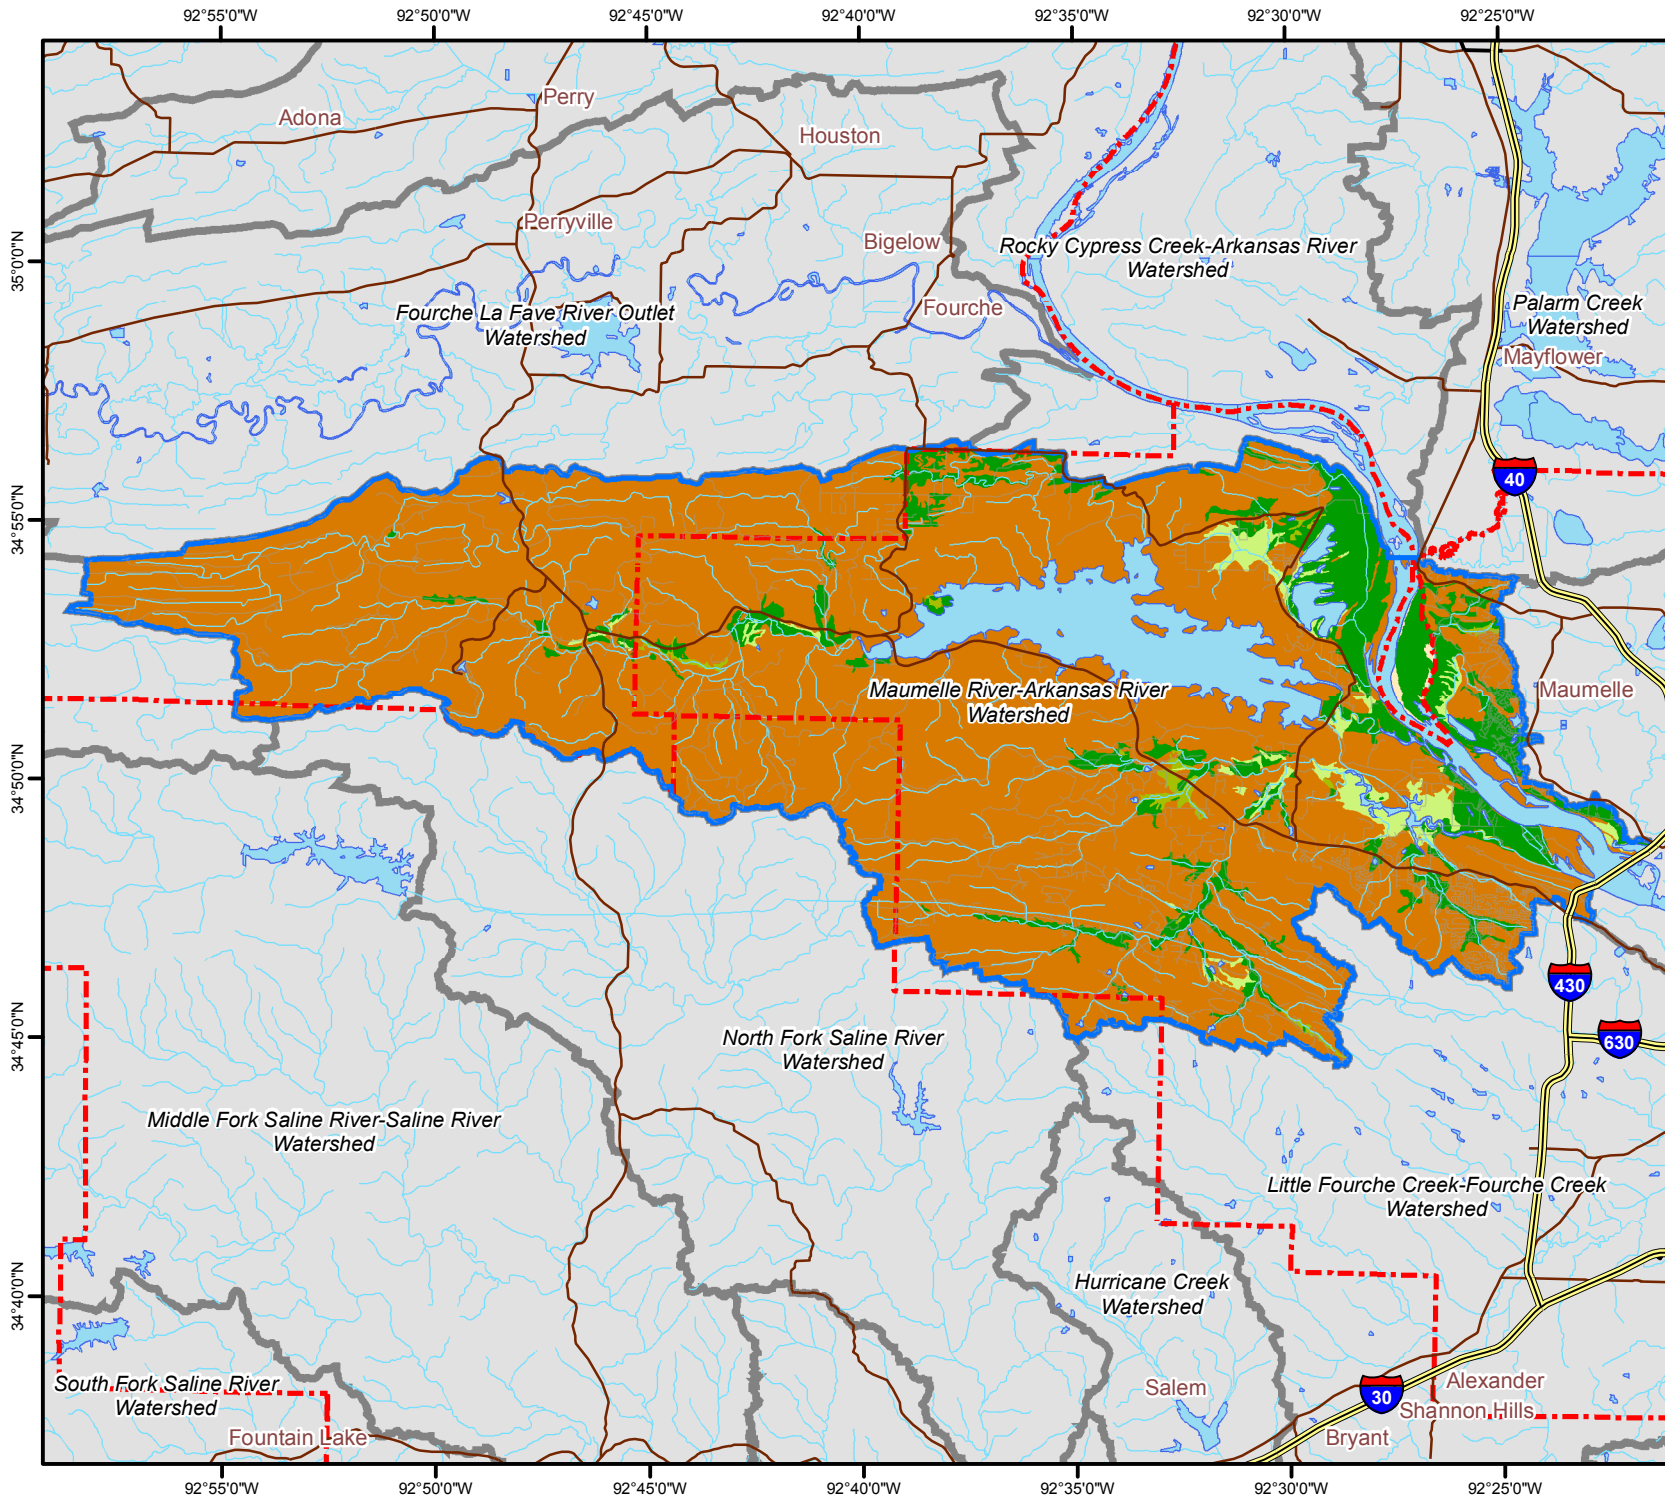 92°55'0"W 92°50'0"W 92°45'0"W 92°40'0"W 92°35'0"W 92°30'0"W 92°25'0"W
Perry
Adona
Houston
Perryville
Bigelow
Rocky Cypress Creek-Arkansas River
Watershed
35°0'0"N
Fourche La Fave River Outlet
Watershed
Fourche
Palarm Creek
Watershed
Mayflower
40
34°55'0"N
Maumelle River-Arkansas River
Watershed
Maumelle
34°50'0"N
430
34°45'0"N
North Fork Saline River
Watershed
630
Middle Fork Saline River-Saline River
Watershed
Little Fourche Creek-Fourche Creek
Watershed
34°40'0"N
Hurricane Creek
Watershed
South Fork Saline River
Watershed
Salem
30
Alexander
Shannon Hills
Fountain Lake
Bryant
92°55'0"W 92°50'0"W 92°45'0"W 92°40'0"W 92°35'0"W 92°30'0"W 92°25'0"W